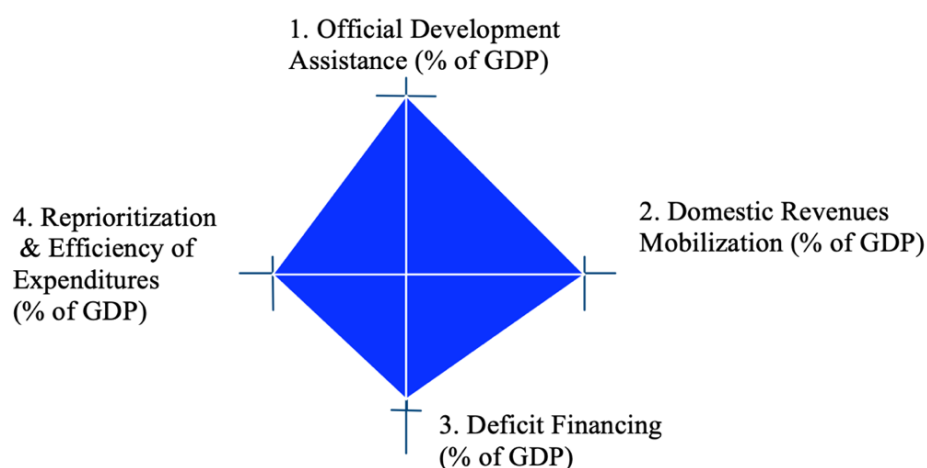 1. Official Development
Assistance (% of GDP)
2. Domestic Revenues
Mobilization (% of GDP)
3. Deficit Financing
(% of GDP)
4. Reprioritization
& Efficiency of
Expenditures
(% of GDP)